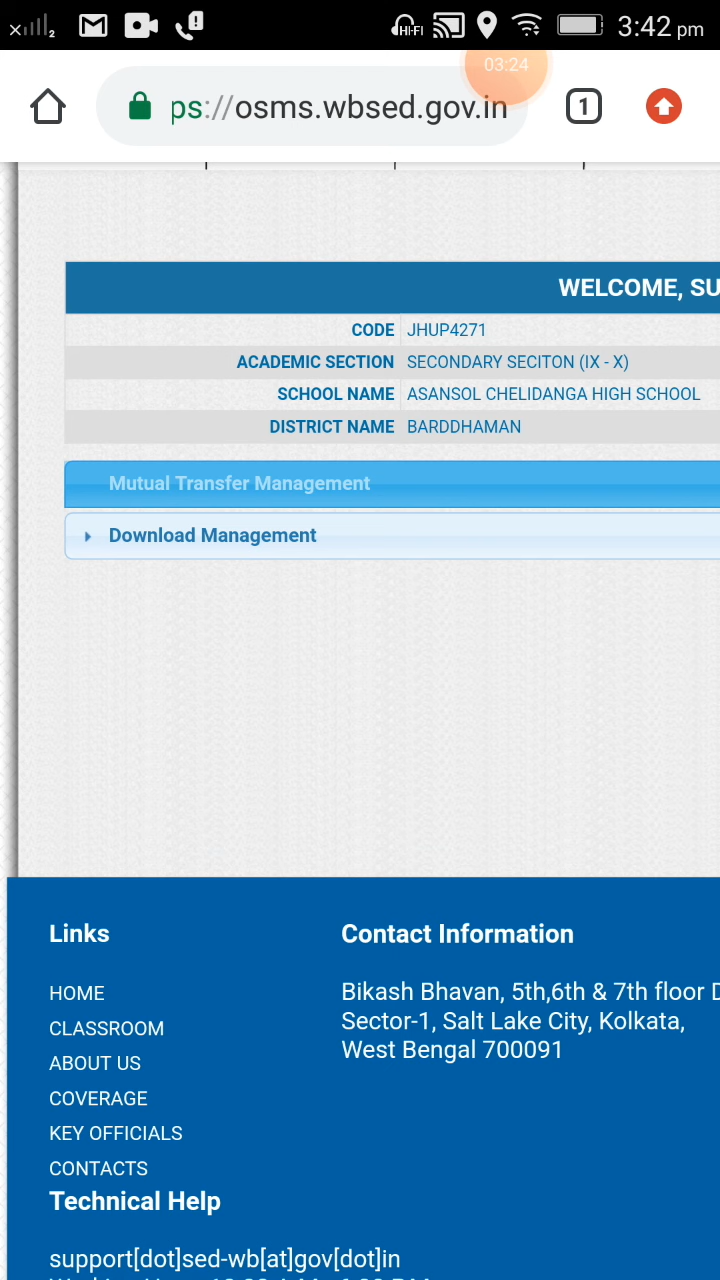 2 HI-FI 3:42 pm
03:24
ps://osms.wbsed.gov.in 1
WELCOME, SU
CODE JHUP4271
ACADEMIC SECTION SECONDARY SECITON (IX - X)
SCHOOL NAME ASANSOL CHELIDANGA HIGH SCHOOL
DISTRICT NAME BARDDHAMAN
Mutual Transfer Management
Download Management
Links
HOME
CLASSROOM
ABOUT US
COVERAGE
KEY OFFICIALS
CONTACTS
Contact Information
Bikash Bhavan, 5th,6th & 7th floor D
Sector-1, Salt Lake City, Kolkata,
West Bengal 700091
Technical Help
support[dot]sed-wb[at]gov[dot]in